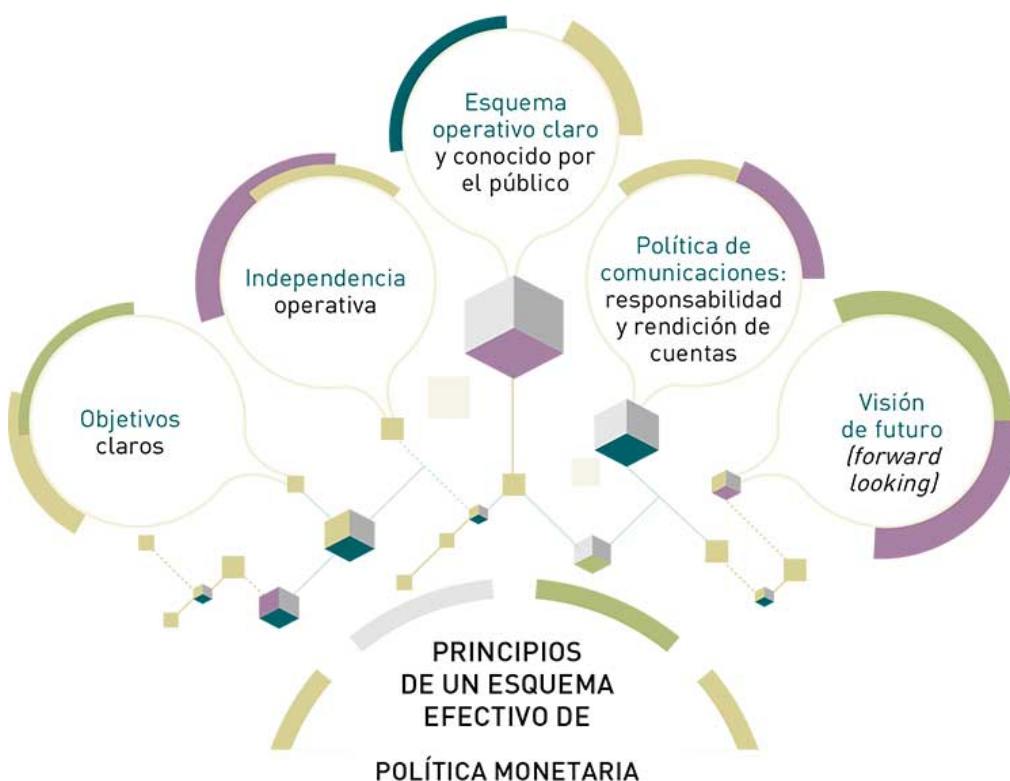 Esquema
operativo claro
y conocido por
el público
Independencia
operativa
Política de
comunicaciones:
responsabilidad
y rendición de
cuentas
Objetivos
claros
Visión
de futuro
(forward
looking)
PRINCIPIOS
DE UN ESQUEMA
EFECTIVO DE
POLÍTICA MONETARIA